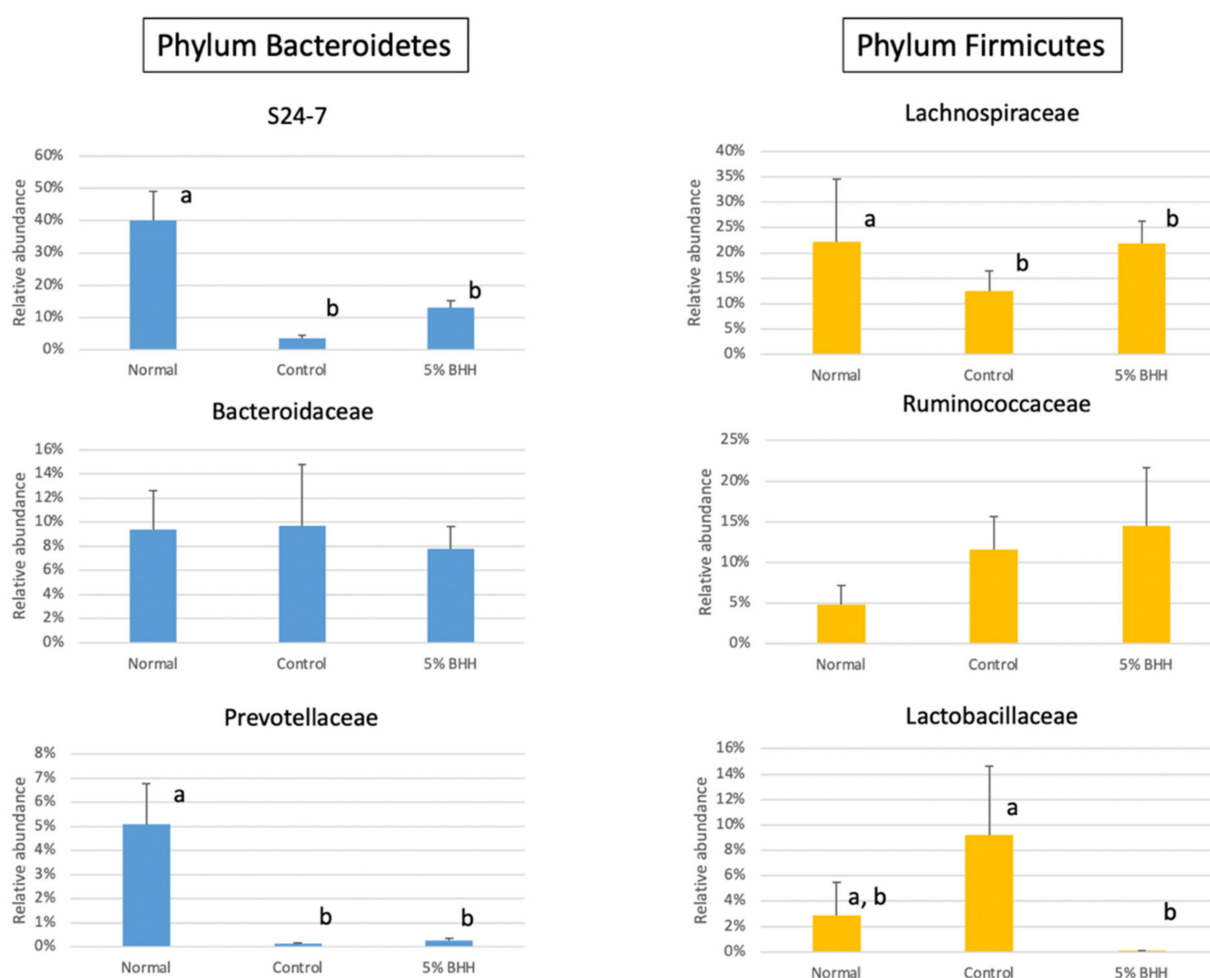 Phylum Bacteroidetes
S24-7
Relative abundance
60%
50%
40%
30%
20%
10%
0%
a
b
b
Normal Control 5% BHH
Bacteroidaceae
Relative abundance
16%
14%
12%
10%
8%
6%
4%
2%
0%
Normal Control 5% BHH
Prevotellaceae
Relative abundance
8%
7%
6%
5%
4%
3%
2%
1%
0%
a
b
b
Normal Control 5% BHH
Phylum Firmicutes
Lachnospiraceae
Relative abundance
40%
35%
30%
25%
20%
15%
10%
5%
0%
a
b
b
Normal Control 5% BHH
Ruminococcaceae
Relative abundance
25%
20%
15%
10%
5%
0%
Normal Control 5% BHH
Lactobacillaceae
Relative abundance
16%
14%
12%
10%
8%
6%
4%
2%
0%
a, b
a
b
Normal Control 5% BHH